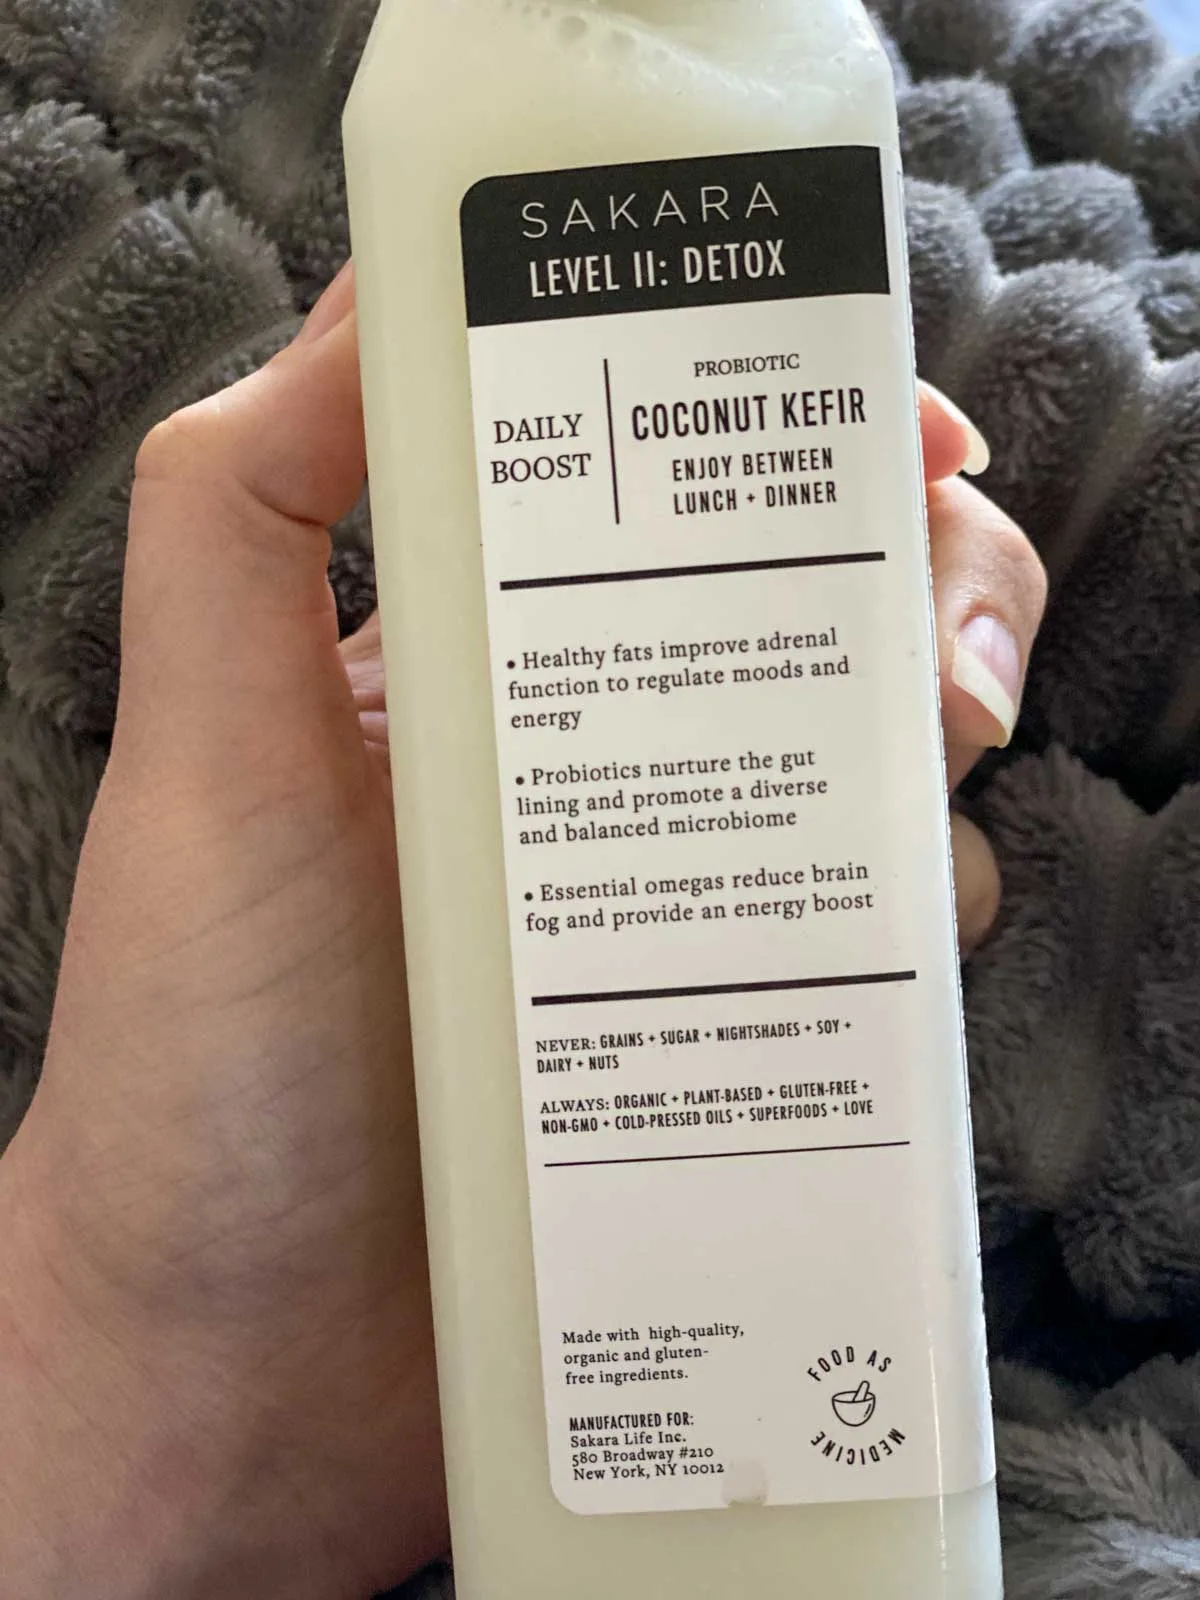 SAKARA
LEVEL II: DETOX
DAILY
BOOST
PROBIOTIC
COCONUT KEFIR
ENJOY BETWEEN
LUNCH + DINNER
• Healthy fats improve adrenal
function to regulate moods and
energy
• Probiotics nurture the gut
lining and promote a diverse
and balanced microbiome
• Essential omegas reduce brain
fog and provide an energy boost
NEVER: GRAINS + SUGAR + NIGHTSHADES + SOY +
DAIRY + NUTS
ALWAYS: ORGANIC + PLANT-BASED + GLUTEN-FREE +
NON-GMO + COLD-PRESSED OILS + SUPERFOODS + LOVE
Made with high-quality,
organic and gluten-
free ingredients.
MANUFACTURED FOR:
Sakara Life Inc.
580 Broadway #210
New York, NY 10012
FOOD AS
MEDICINE